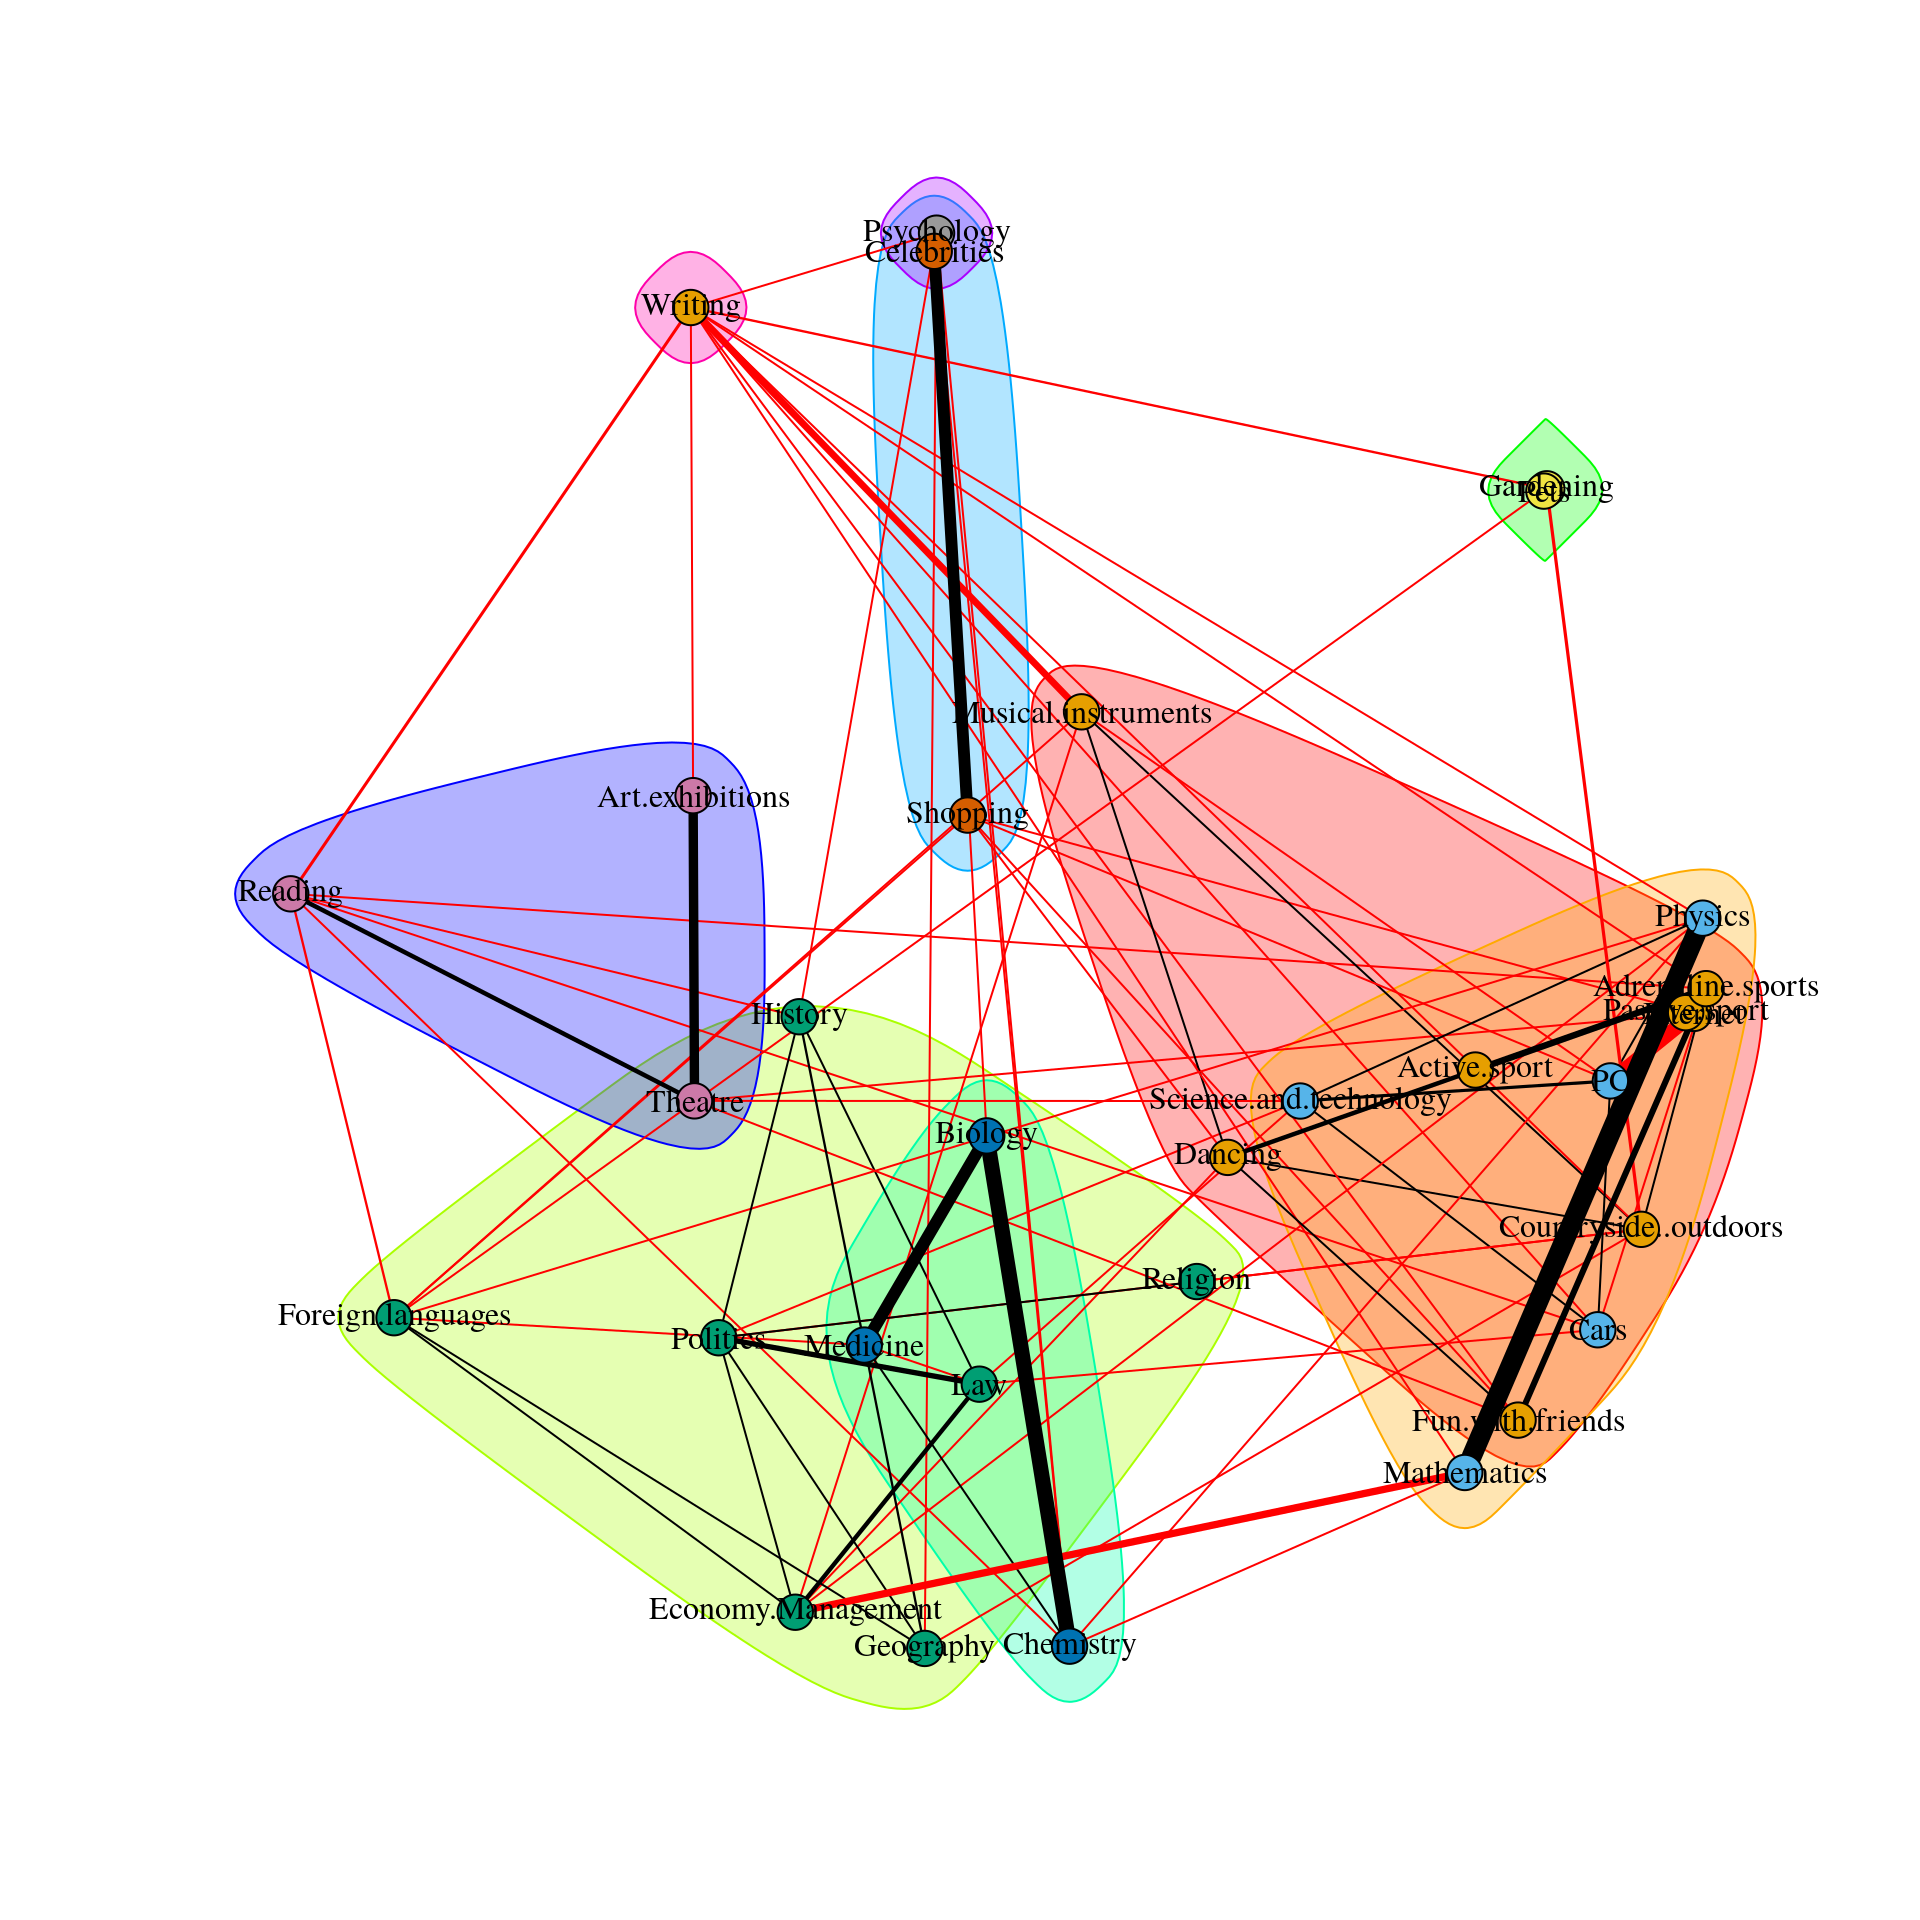 Psychology
Celebrities
Writing
Gardening
Pets
Musical.instruments
Art.exhibitions
Shopping
Reading
Physics
Adrenaline.sports
Passive.sport
Internet
History
Active.sport
PC
Theatre
Science.and.technology
Biology
Dancing
Countryside..outdoors
Religion
Foreign.languages
Politics
Medicine
Cars
Law
Fun.with.friends
Mathematics
Economy.Management
Geography
Chemistry